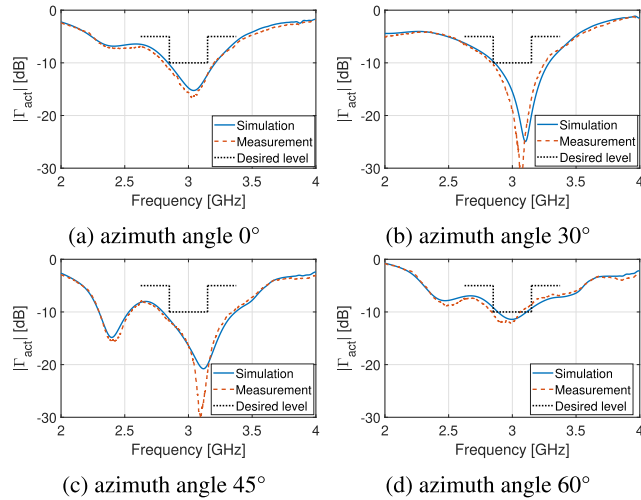 0
-10
-20
-30
|Γact| [dB]
2 2.5 3 3.5 4
Frequency [GHz]
Simulation
Measurement
Desired level
(a) azimuth angle 0°
0
-10
-20
-30
|Γact| [dB]
2 2.5 3 3.5 4
Frequency [GHz]
Simulation
Measurement
Desired level
(b) azimuth angle 30°
0
-10
-20
-30
|Γact| [dB]
2 2.5 3 3.5 4
Frequency [GHz]
Simulation
Measurement
Desired level
(c) azimuth angle 45°
0
-10
-20
-30
|Γact| [dB]
2 2.5 3 3.5 4
Frequency [GHz]
Simulation
Measurement
Desired level
(d) azimuth angle 60°